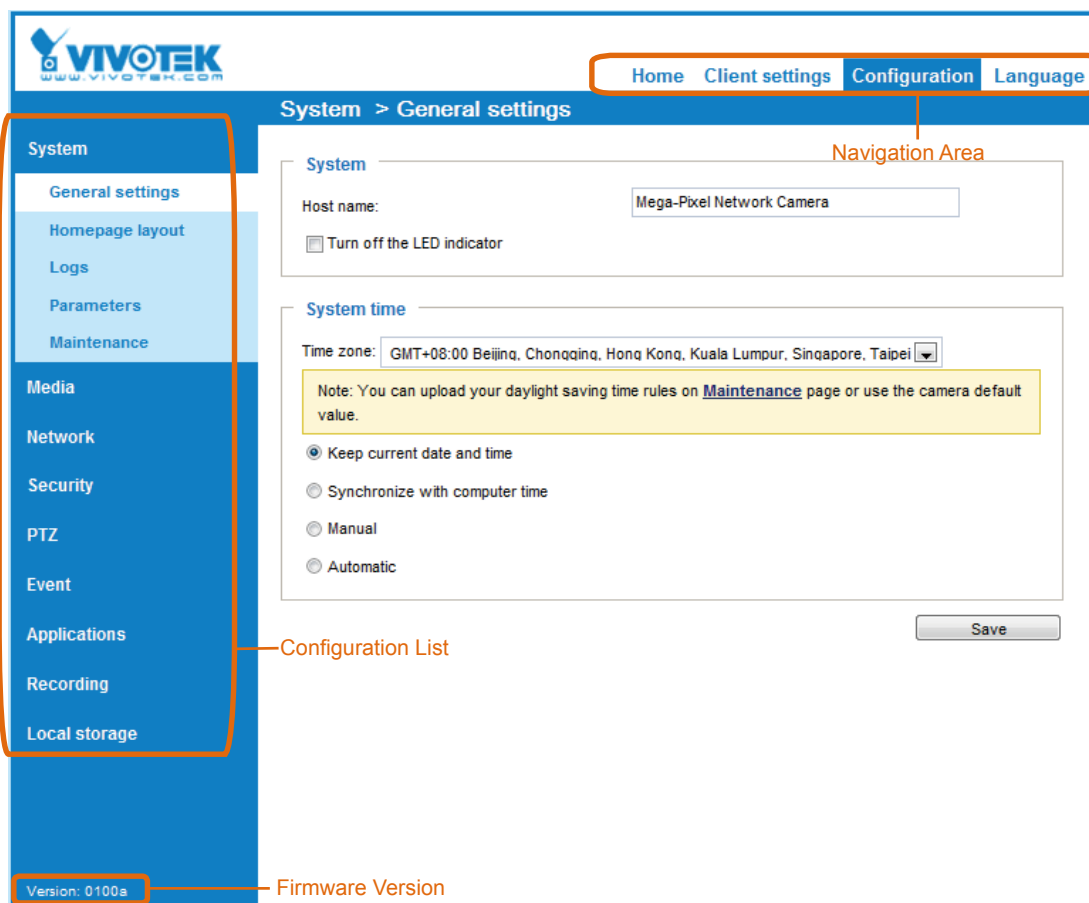 VIVOTEK
www.vivotek.com
Home Client settings Configuration Language
System > General settings
Navigation Area
System
General settings
Homepage layout
Logs
Parameters
Maintenance
Media
Network
Security
PTZ
Event
Applications
Recording
Local storage
Version: 0100a
System
Host name: Mega-Pixel Network Camera
Turn off the LED indicator
System time
Time zone: GMT+08:00 Beijing, Chongqing, Hong Kong, Kuala Lumpur, Singapore, Taipei
Note: You can upload your daylight saving time rules on Maintenance page or use the camera default
value.
Keep current date and time
Synchronize with computer time
Manual
Automatic
Save
Configuration List
Firmware Version